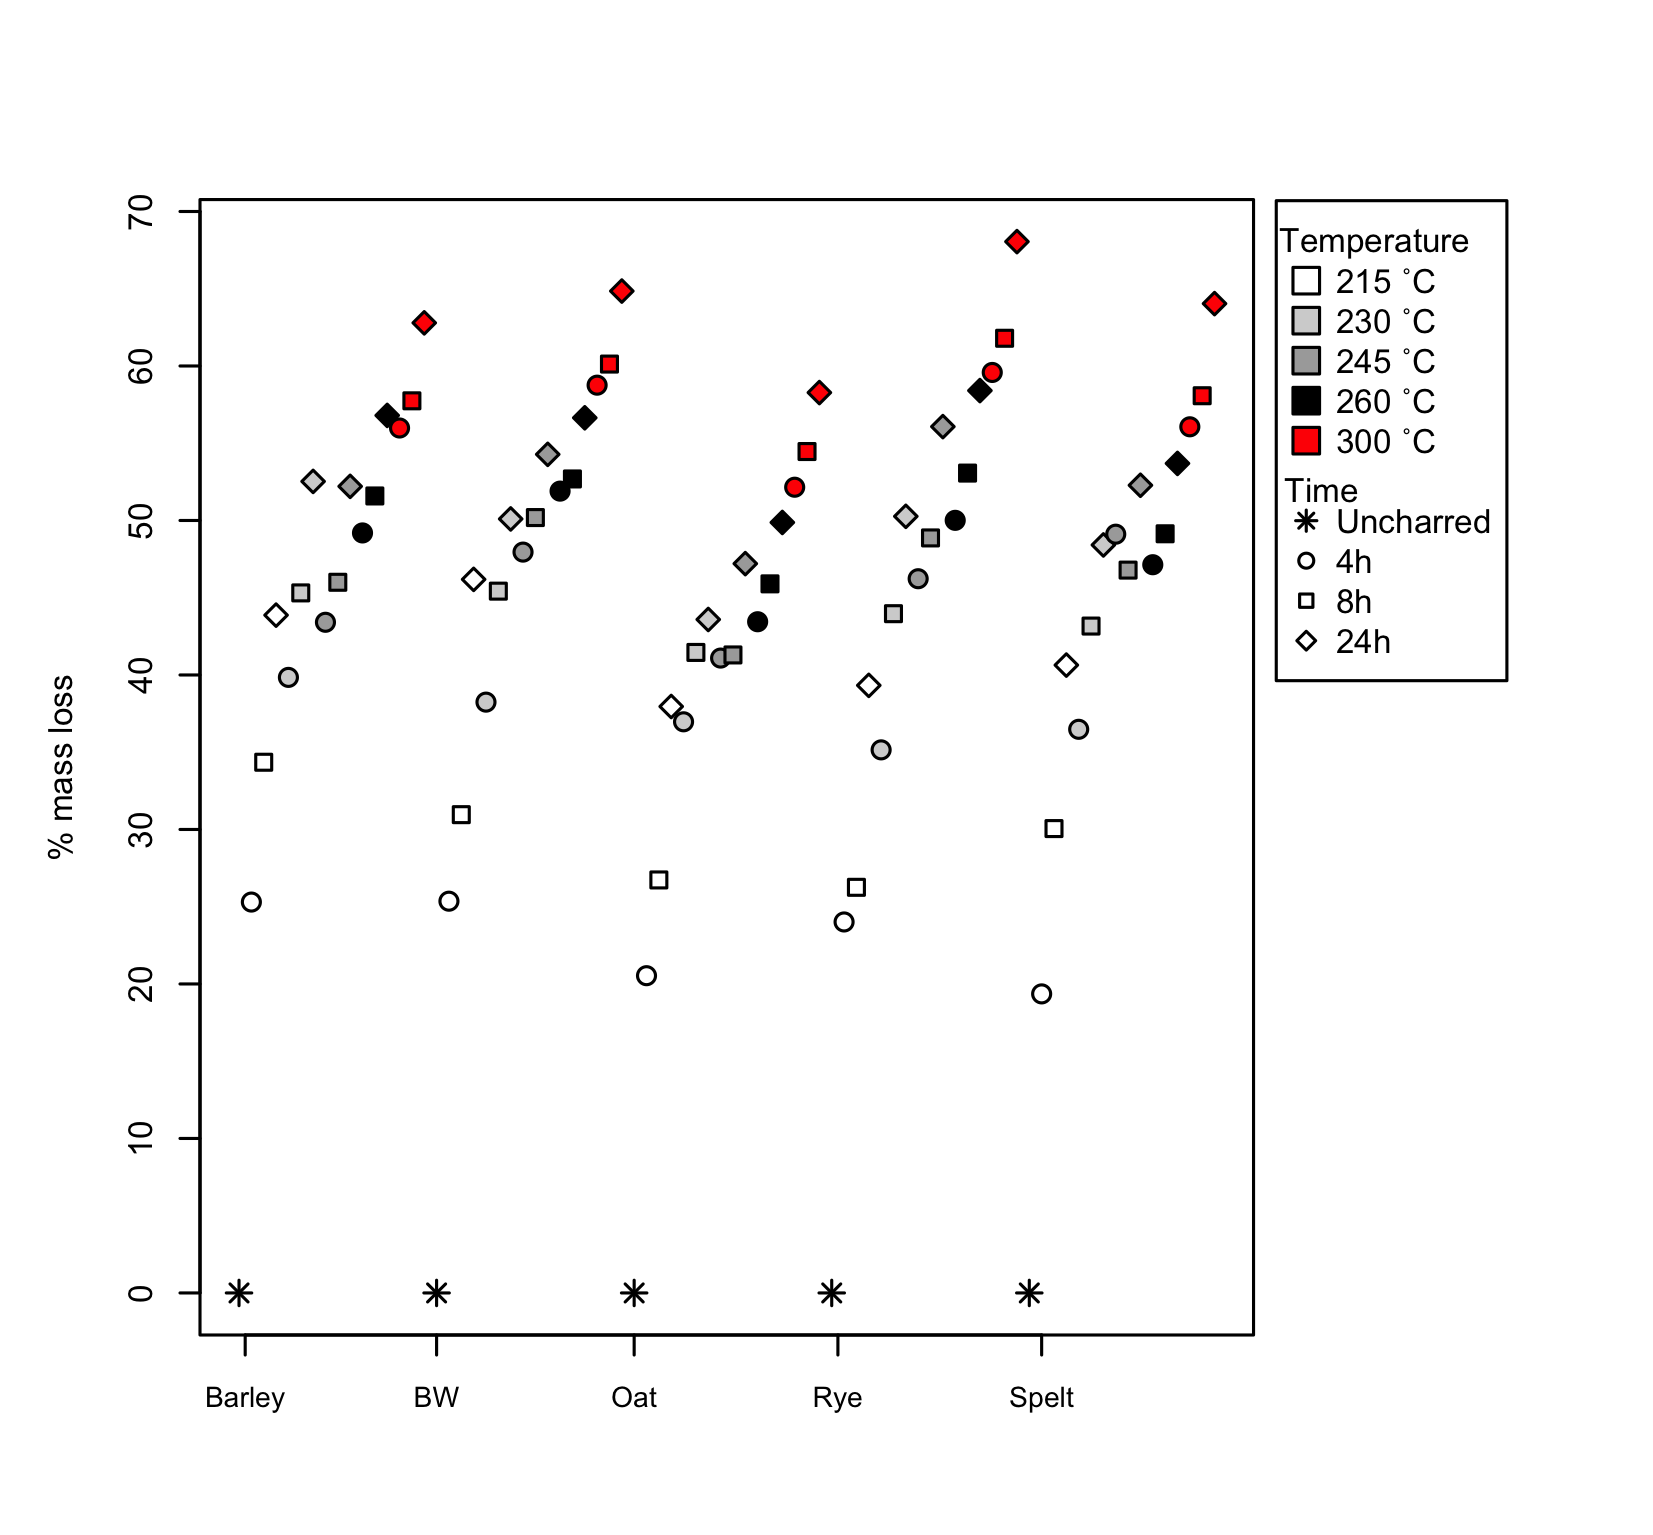 % mass loss
70
60
50
40
30
20
10
0
Barley BW Oat Rye Spelt
Temperature
215 ˚C
230 ˚C
245 ˚C
260 ˚C
300 ˚C
Time
Uncharred
4h
8h
24h